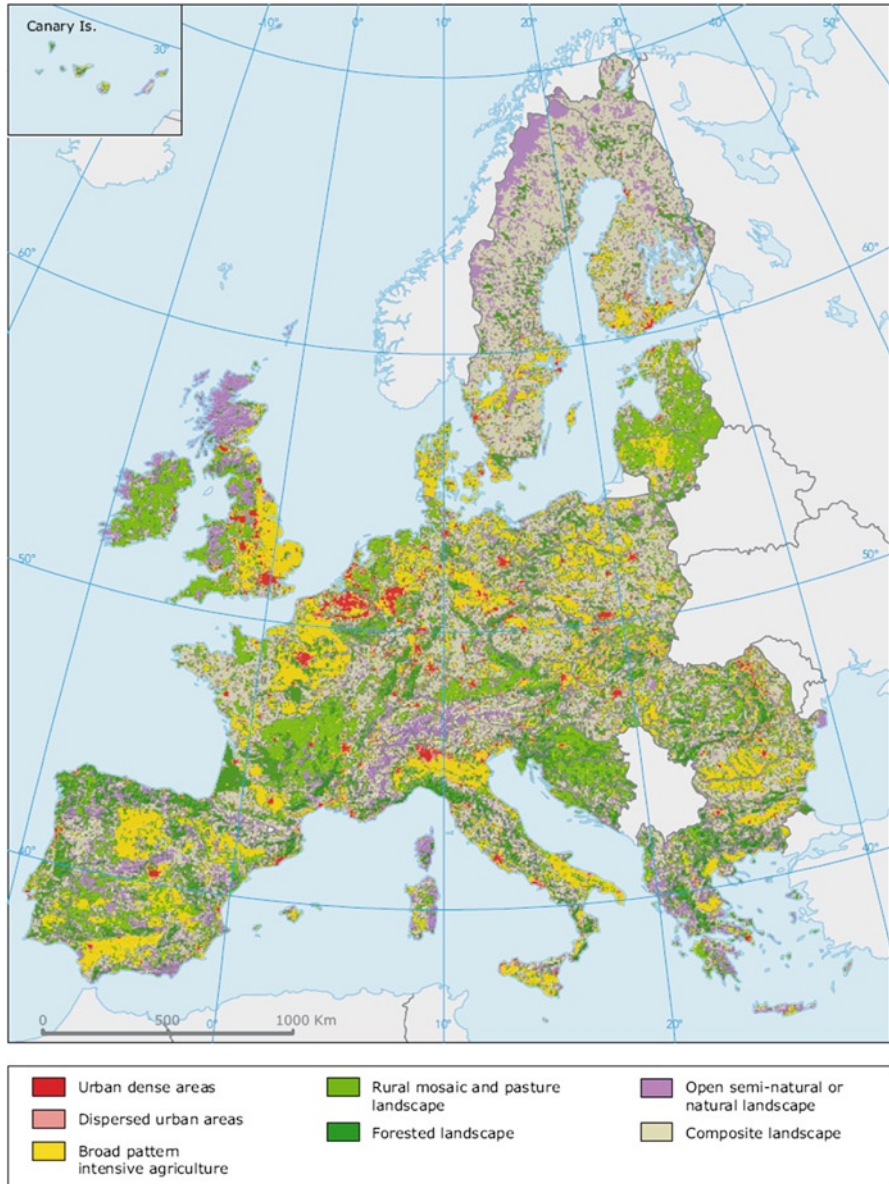 Canary Is.
30°
-10°
0°
10°
20°
30°
40°
50°
60°
60°
50°
50°
40°
40°
0
500
1000 Km
0°
10°
20°
Urban dense areas
Dispersed urban areas
Broad pattern
intensive agriculture
Rural mosaic and pasture
landscape
Forested landscape
Open semi-natural or
natural landscape
Composite landscape